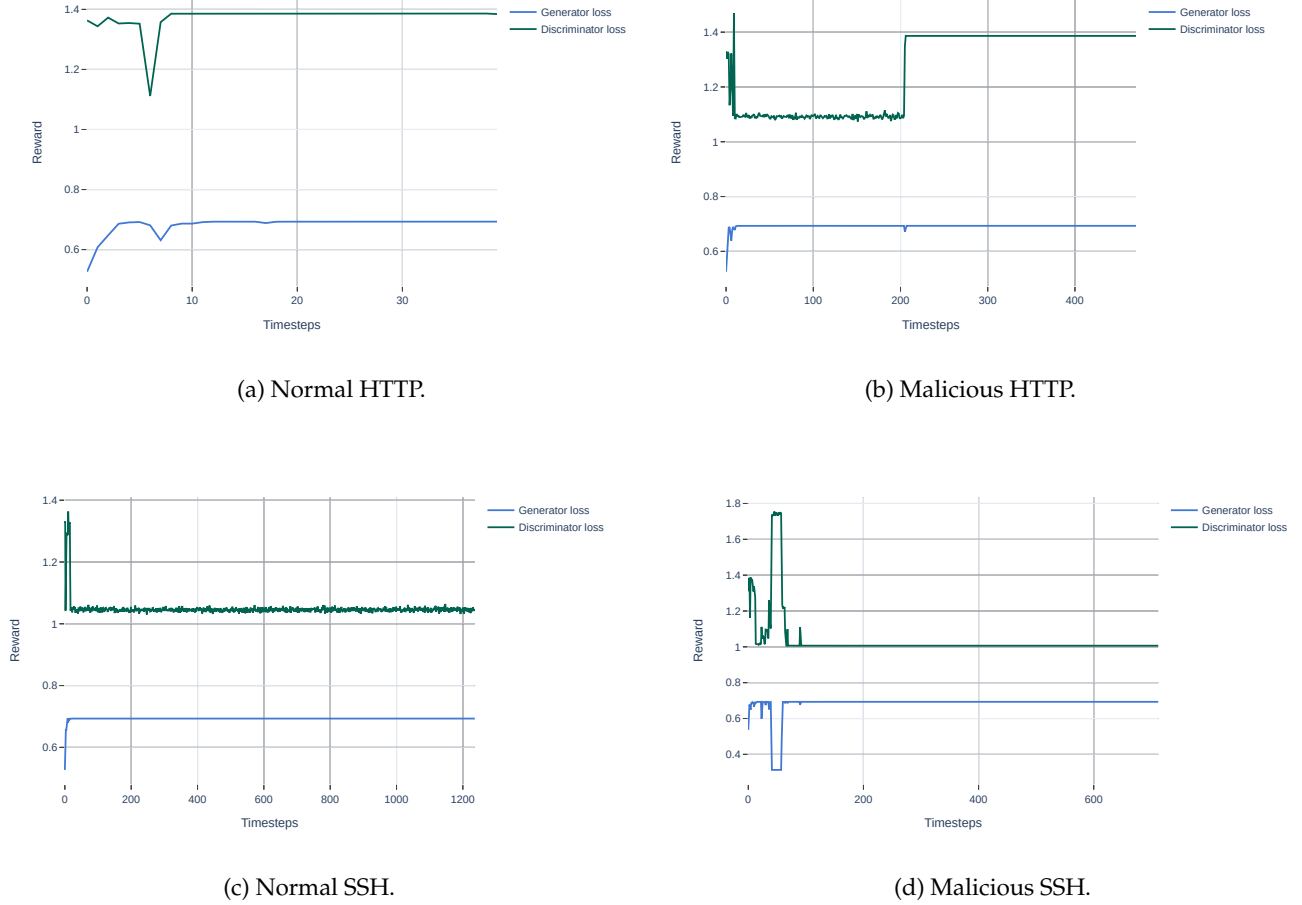 1.4
1.2
1
0.8
0.6
0 10 20 30
Reward
Timesteps
Generator loss
Discriminator loss
(a) Normal HTTP.
1.4
1.2
1
0.8
0.6
0 100 200 300 400
Reward
Timesteps
Generator loss
Discriminator loss
(b) Malicious HTTP.
1.4
1.2
1
0.8
0.6
0 200 400 600 800 1000 1200
Reward
Timesteps
Generator loss
Discriminator loss
(c) Normal SSH.
1.8
1.6
1.4
1.2
1
0.8
0.6
0.4
0 200 400 600
Reward
Timesteps
Generator loss
Discriminator loss
(d) Malicious SSH.